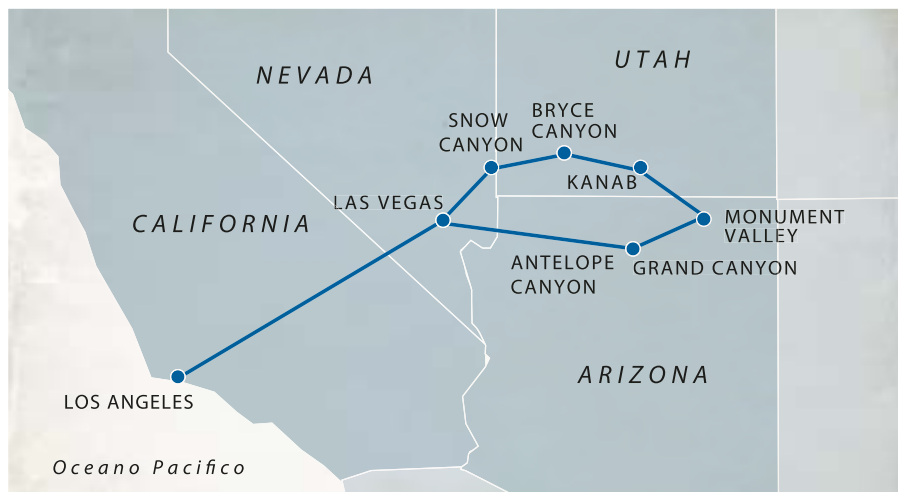 NEVADA
UTAH
SNOW
CANYON
BRYCE
CANYON
KANAB
LAS VEGAS
CALIFORNIA
MONUMENT
VALLEY
ANTELOPE
CANYON
GRAND CANYON
ARIZONA
LOS ANGELES
Oceano Pacifico